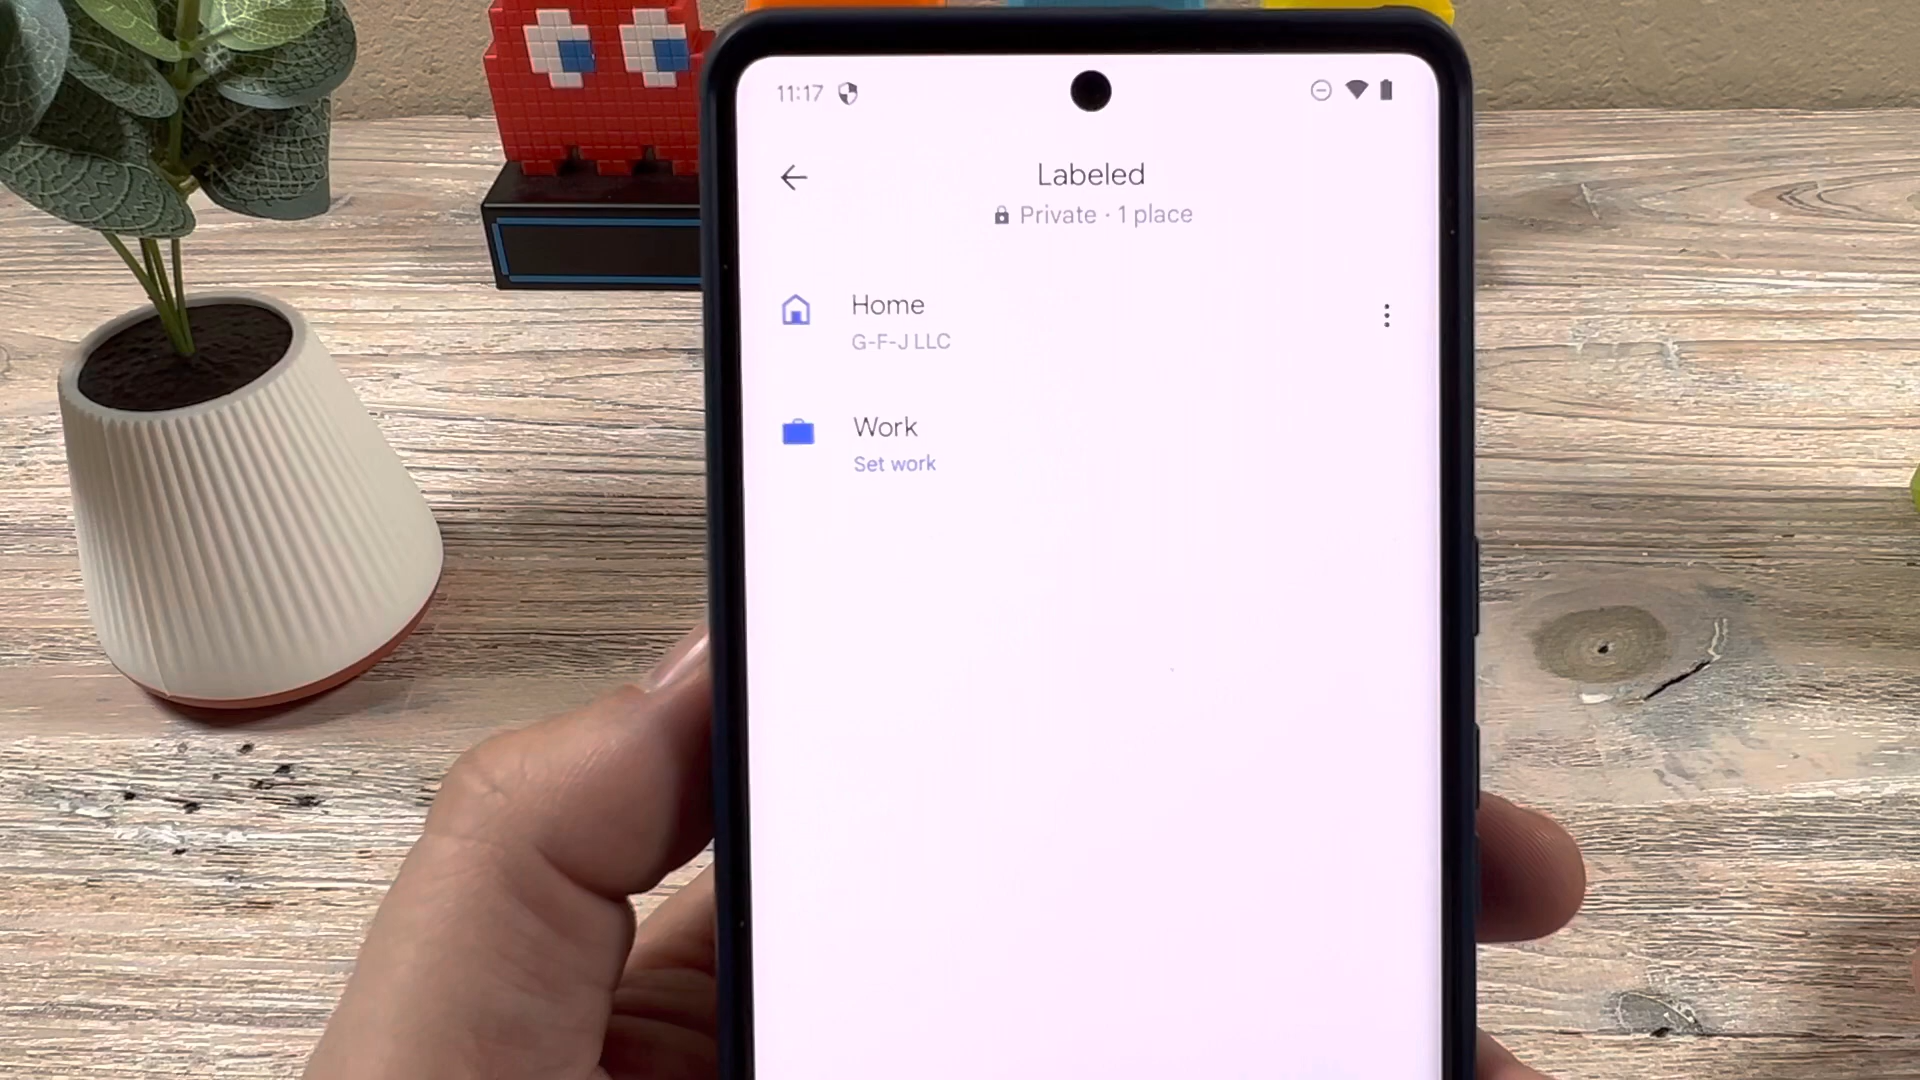 11:17
Labeled
Private · 1 place
Home
G-F-J LLC
Work
Set work